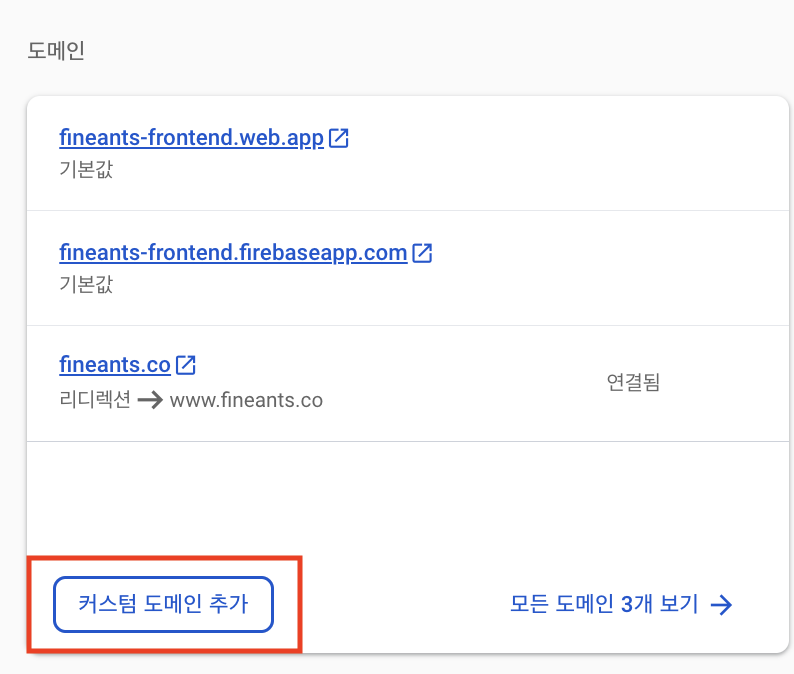 도메인
fineants-frontend.web.app
기본값
fineants-frontend.firebaseapp.com
기본값
fineants.co
리디렉션 → www.fineants.co
연결됨
커스텀 도메인 추가
모든 도메인 3개 보기 →